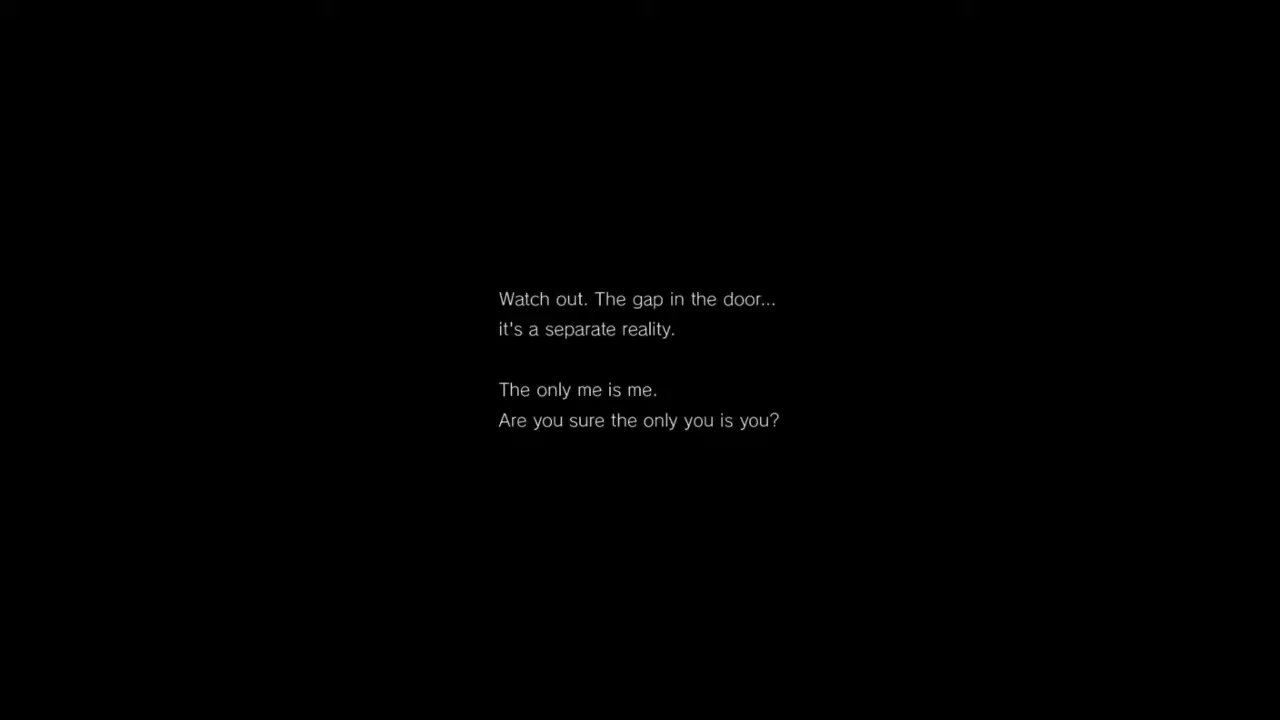 Watch out. The gap in the door...
it's a separate reality.
The only me is me.
Are you sure the only you is you?